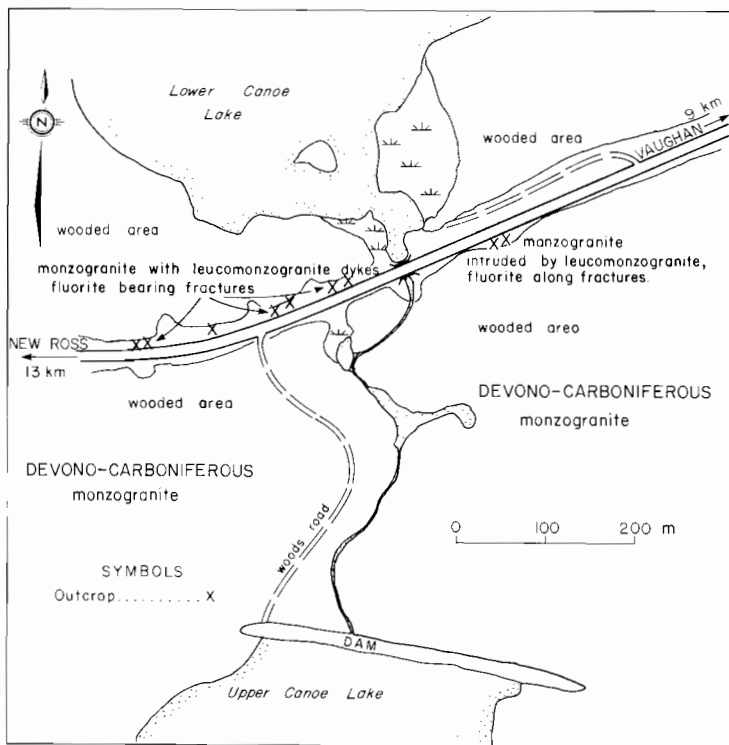 Lower Canoe
Lake
N
wooded area
9 km
VAUGHAN
wooded area
monzogranite with leucomonzogranite dykes
fluorite bearing fractures
X X
monzogranite
intruded by leucomonzogranite,
fluorite along fractures.
X X
X X
X
X
X X
NEW ROSS
13 km
wooded area
wooded area
DEVONO-CARBONIFEROUS
monzogranite
DEVONO-CARBONIFEROUS
monzogranite
woods road
0 100 200 m
SYMBOLS
Outcrop..........X
DAM
Upper Canoe Lake